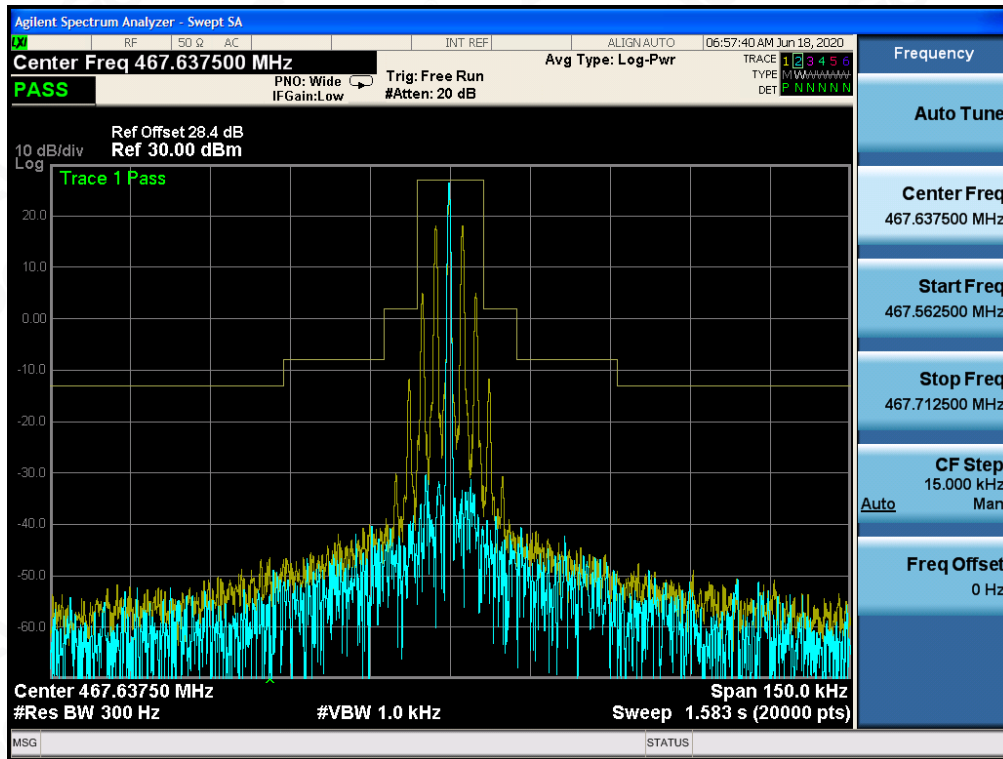 Agilent Spectrum Analyzer - Swept SA
LXI RF 50 Ω AC INT REF ALIGN AUTO 06:57:40 AM Jun 18, 2020
Center Freq 467.637500 MHz
Avg Type: Log-Pwr
TRACE 1 2 3 4 5 6
TYPE M W W W W W
DET P N N N N N
PASS
PNO: Wide
IFGain:Low
Trig: Free Run
#Atten: 20 dB
Ref Offset 28.4 dB
10 dB/div Ref 30.00 dBm
Log
Trace 1 Pass
20.0
10.0
0.00
-10.0
-20.0
-30.0
-40.0
-50.0
-60.0
Center 467.63750 MHz Span 150.0 kHz
#Res BW 300 Hz #VBW 1.0 kHz Sweep 1.583 s (20000 pts)
MSG STATUS
Frequency
Auto Tune
Center Freq
467.637500 MHz
Start Freq
467.562500 MHz
Stop Freq
467.712500 MHz
CF Step
15.000 kHz
Auto Man
Freq Offset
0 Hz